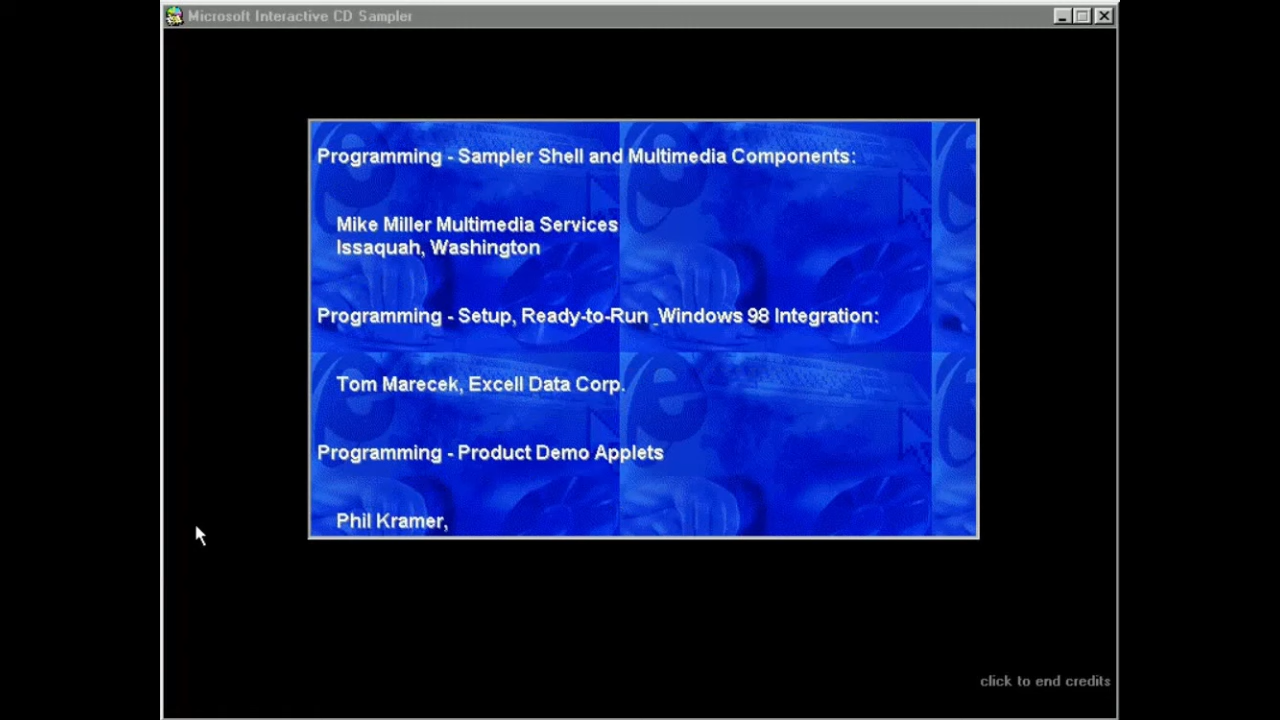 Microsoft Interactive CD Sampler
Programming - Sampler Shell and Multimedia Components:
Mike Miller Multimedia Services
Issaquah, Washington
Programming - Setup, Ready-to-Run _Windows 98 Integration:
Tom Marecek, Excell Data Corp.
Programming - Product Demo Applets
Phil Kramer,
click to end credits